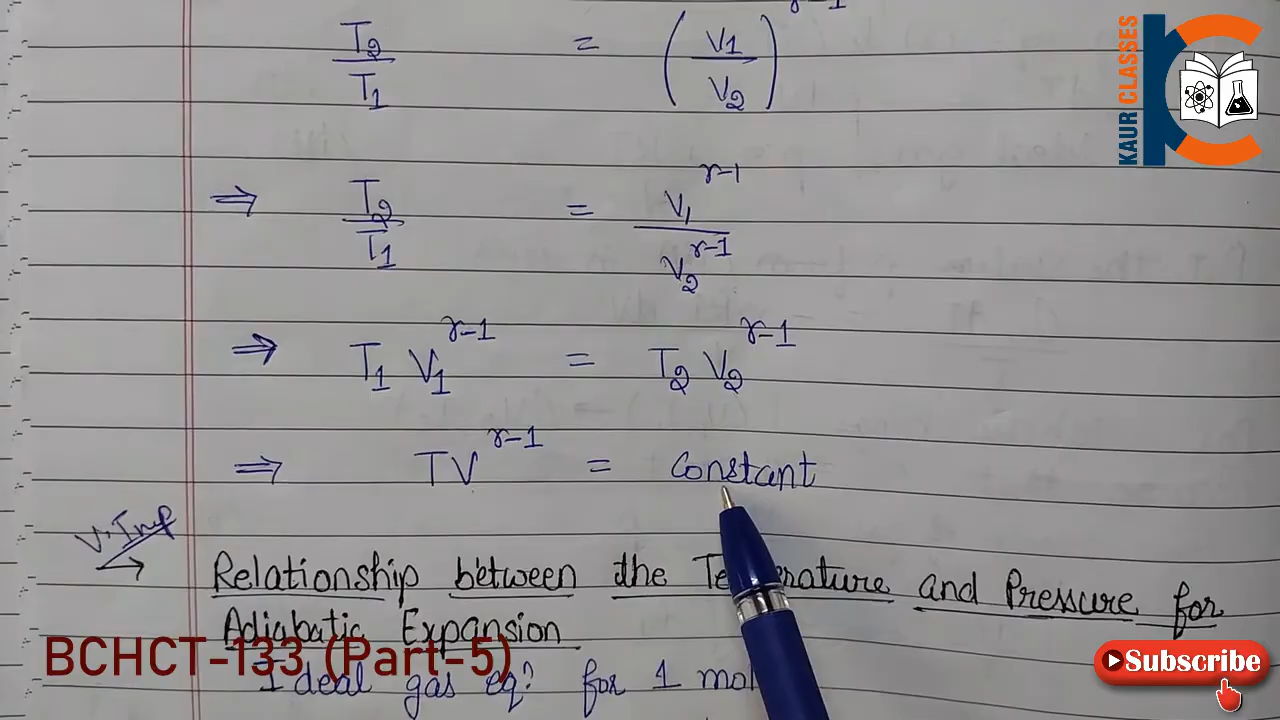 T2/T1 = (V1/V2)^γ-1
KAUR CLASSES
⇒ T2/T1 = V1^γ-1/V2^γ-1
⇒ T1 V1^γ-1 = T2 V2^γ-1
⇒ TV^γ-1 = Constant
V. Imp
Relationship between the Temperature and Pressure for
Adiabatic Expansion
BCHCT-133 (Part-5)
Ideal gas eqⁿ for 1 mol
Subscribe